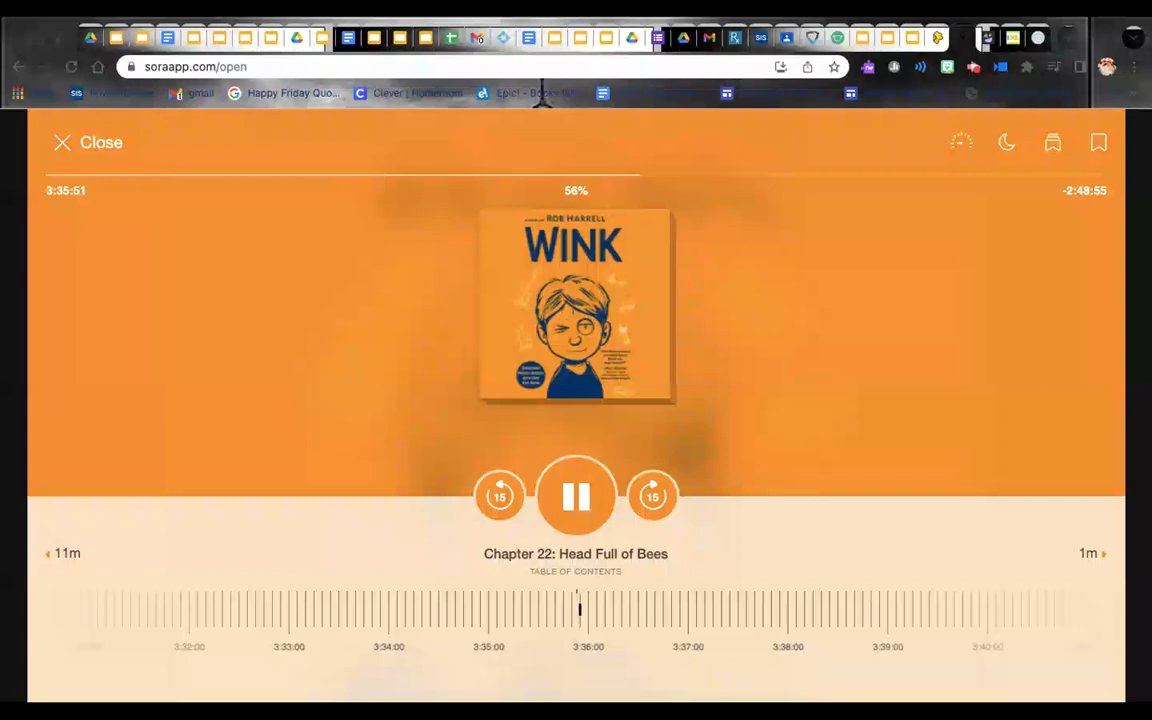 soraapp.com/open
SIS
gmail
Happy Friday Quo...
Clever |
Epic! - Books
Close
3:35:51
56%
-2:48:55
ROB HARRELL
WINK
15
15
11m
Chapter 22: Head Full of Bees
1m
TABLE OF CONTENTS
3:32:00
3:33:00
3:34:00
3:35:00
3:36:00
3:37:00
3:38:00
3:39:00
3:40:00